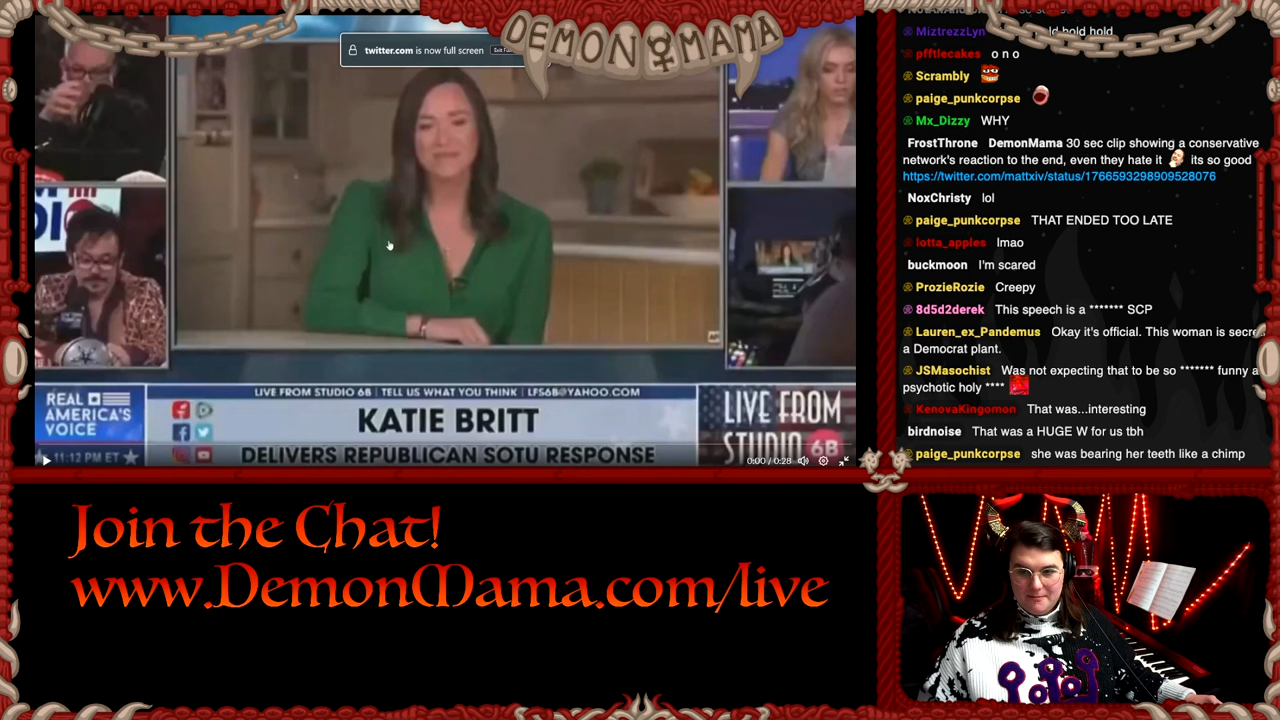 DEMON MAMA
twitter.com is now full screen
REAL
AMERICA'S
VOICE
11:12 PM ET
LIVE FROM STUDIO 6B | TELL US WHAT YOU THINK | LFS6B@YAHOO.COM
KATIE BRITT
DELIVERS REPUBLICAN SOTU RESPONSE
LIVE FROM
STUDIO 6B
0:00 / 0:28
MiztrezzLyn hold hold
pfftlecakes o n o
Scrambly
paige_punkcorpse
Mx_Dizzy WHY
FrostThrone DemonMama 30 sec clip showing a conservative
network's reaction to the end, even they hate it its so good
https://twitter.com/mattxiv/status/1766593298909528076
NoxChristy lol
paige_punkcorpse THAT ENDED TOO LATE
lotta_apples lmao
buckmoon I'm scared
ProzieRozie Creepy
8d5d2derek This speech is a ******* SCP
Lauren_ex_Pandemus Okay it's official. This woman is secre
a Democrat plant.
JSMasochist Was not expecting that to be so ******* funny a
psychotic holy ****
KenovaKingomon That was...interesting
birdnoise That was a HUGE W for us tbh
paige_punkcorpse she was bearing her teeth like a chimp
Join the Chat!
www.DemonMama.com/live